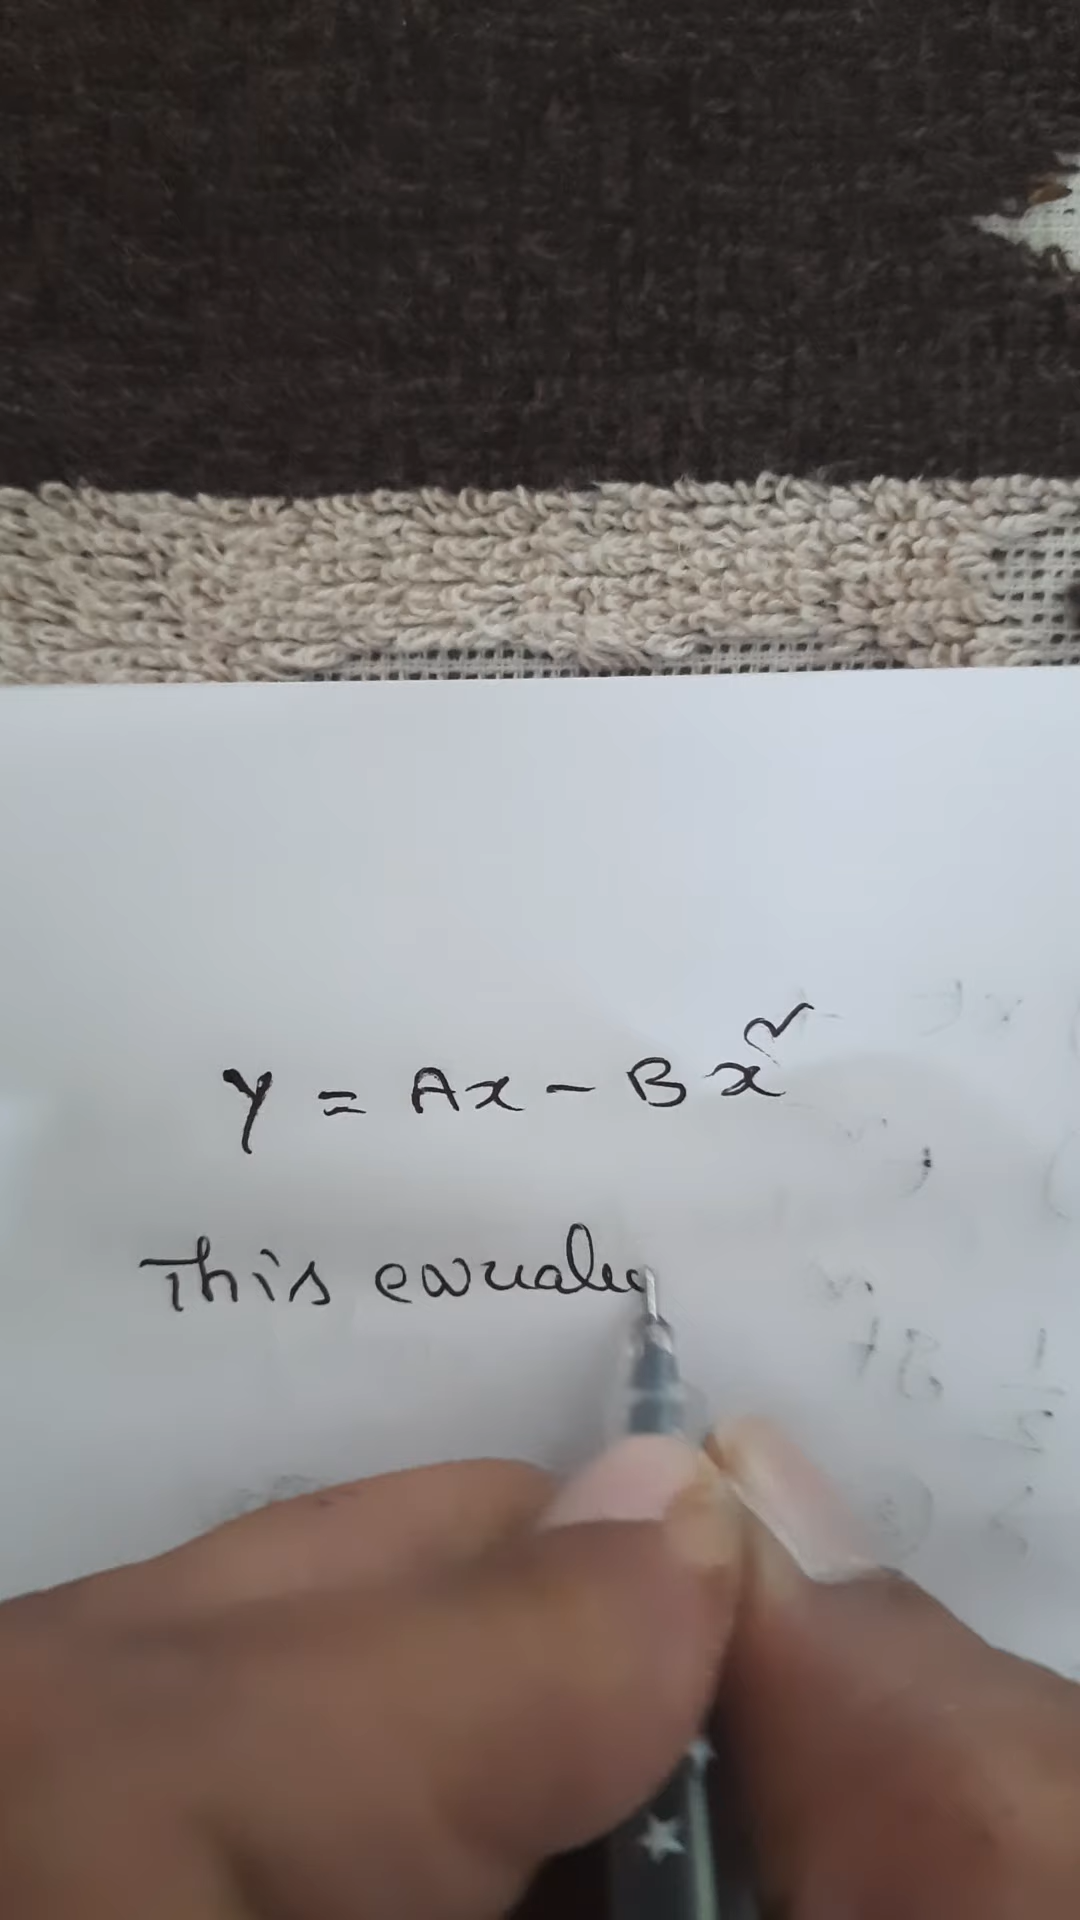 Y = Ax - Bx²
This